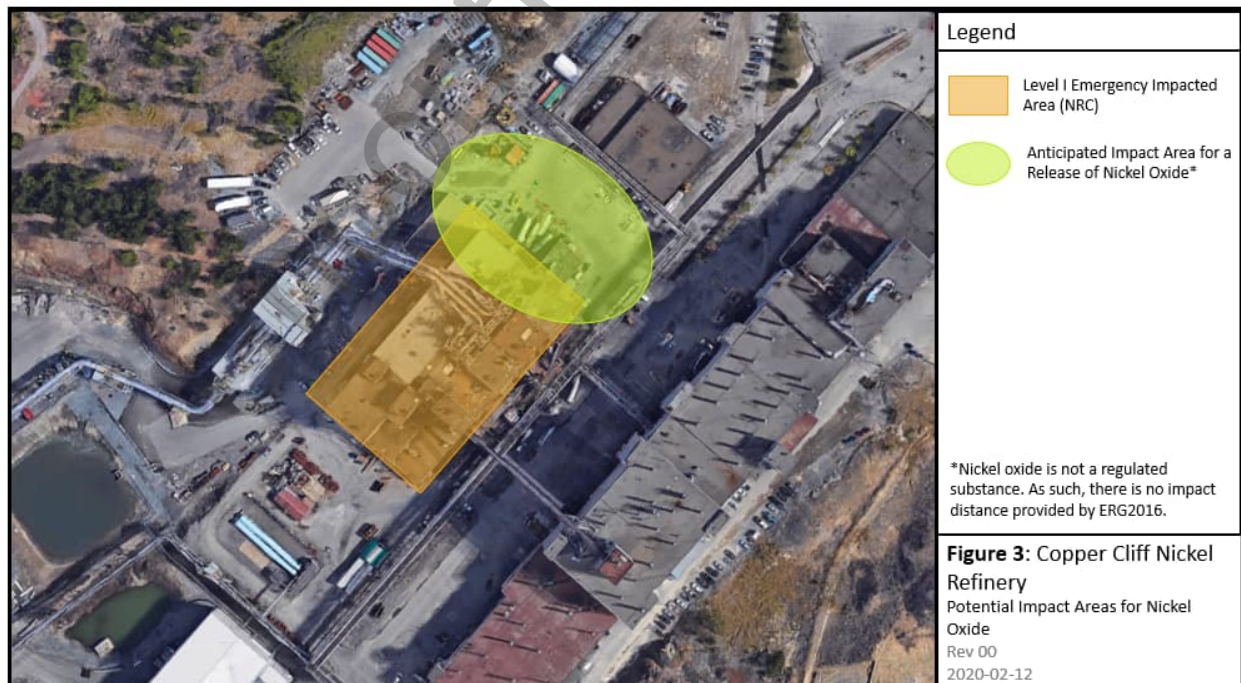 Legend
Level I Emergency Impacted
Area (NRC)
Anticipated Impact Area for a
Release of Nickel Oxide*
*Nickel oxide is not a regulated
substance. As such, there is no impact
distance provided by ERG2016.
Figure 3: Copper Cliff Nickel
Refinery
Potential Impact Areas for Nickel
Oxide
Rev 00
2020-02-12